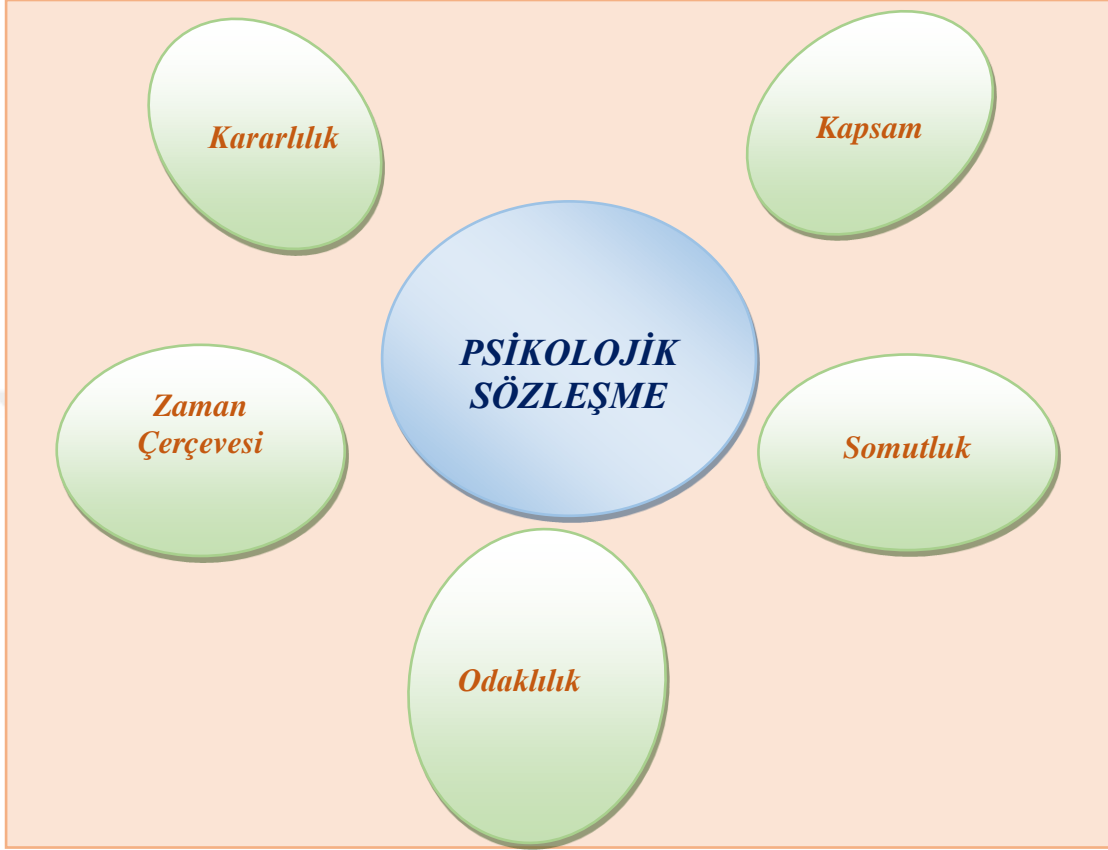 Kararlılık
Kapsam
PSİKOLOJİK
SÖZLEŞME
Zaman
Çerçevesi
Somutluk
Odaklılık